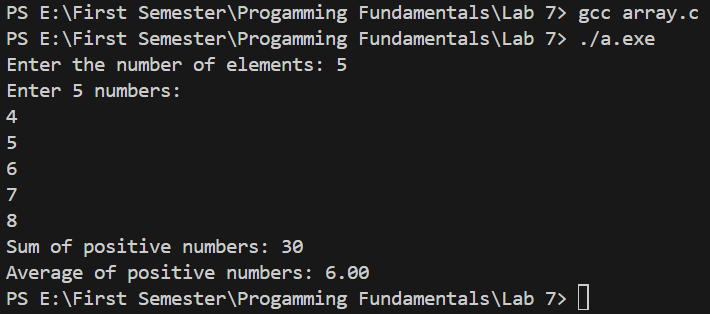 PS E:\First Semester\Progamming Fundamentals\Lab 7> gcc array.c
PS E:\First Semester\Progamming Fundamentals\Lab 7> ./a.exe
Enter the number of elements: 5
Enter 5 numbers:
4
5
6
7
8
Sum of positive numbers: 30
Average of positive numbers: 6.00
PS E:\First Semester\Progamming Fundamentals\Lab 7>